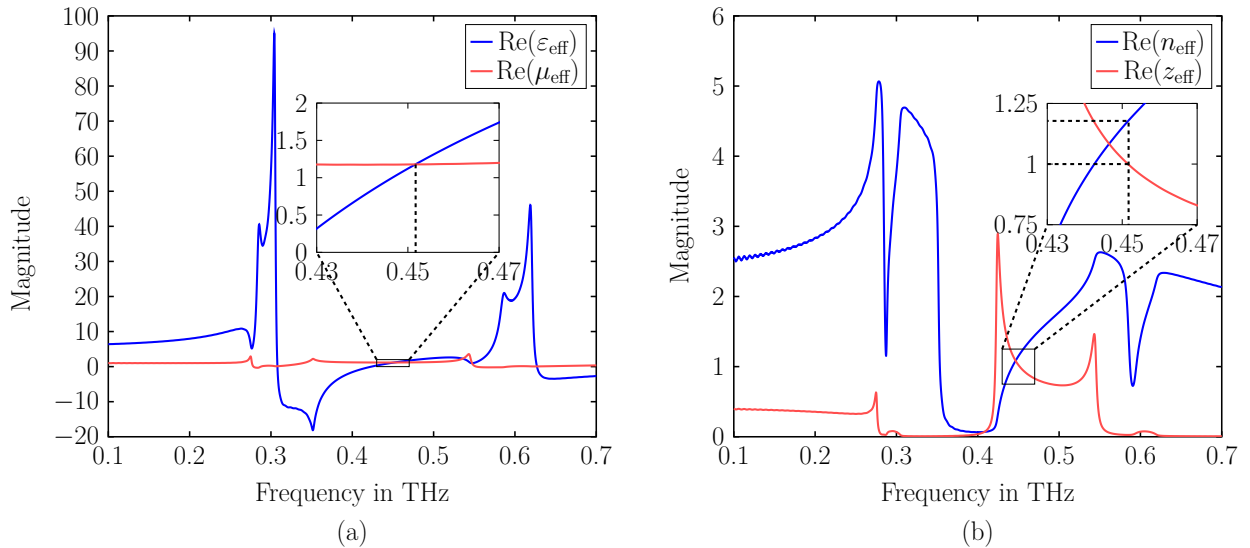 100
90
80
70
60
50
40
30
20
10
0
−10
−20
Magnitude
0.1 0.2 0.3 0.4 0.5 0.6 0.7
Frequency in THz
(a)
Re(εeff)
Re(μeff)
2
1.5
1
0.5
0
0.43 0.45 0.47
6
5
4
3
2
1
0
Magnitude
0.1 0.2 0.3 0.4 0.5 0.6 0.7
Frequency in THz
(b)
Re(neff)
Re(zeff)
1.25
1
0.75
0.43 0.45 0.47